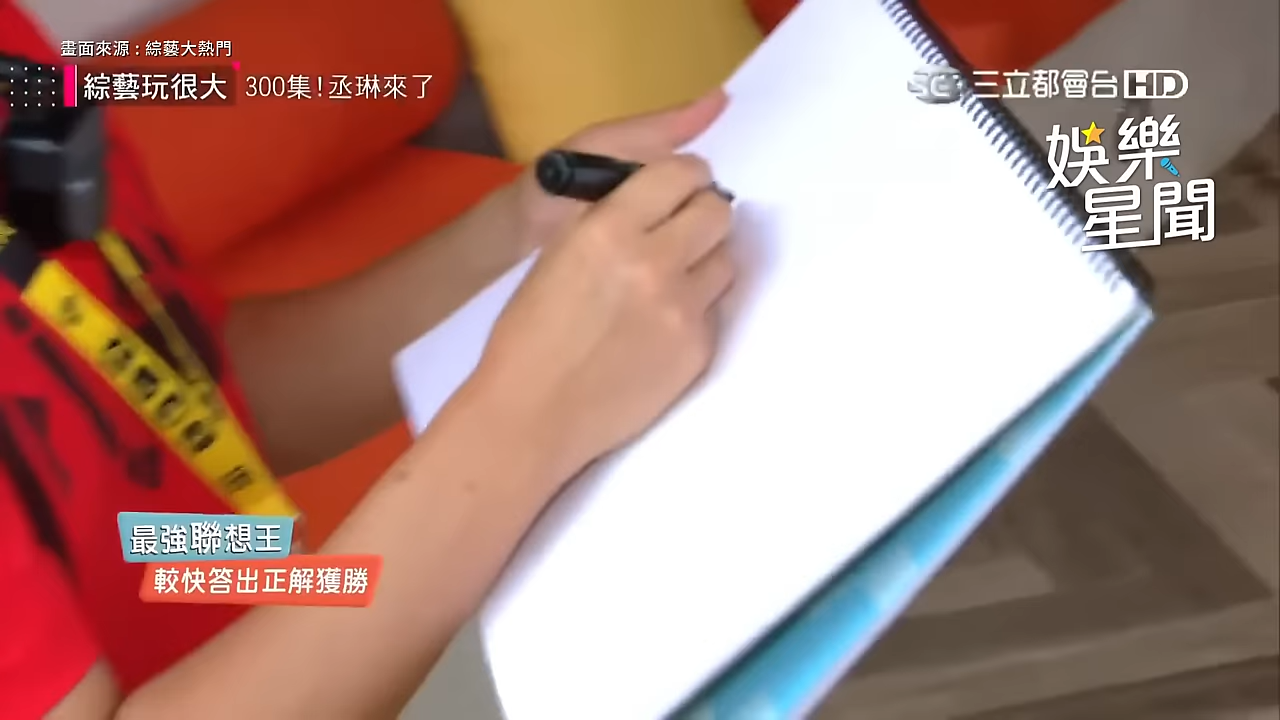 畫面來源：綜藝大熱門
綜藝玩很大 300集！丞琳來了
三立都會台HD
娛樂
星聞
最強聯想王
較快答出正解獲勝